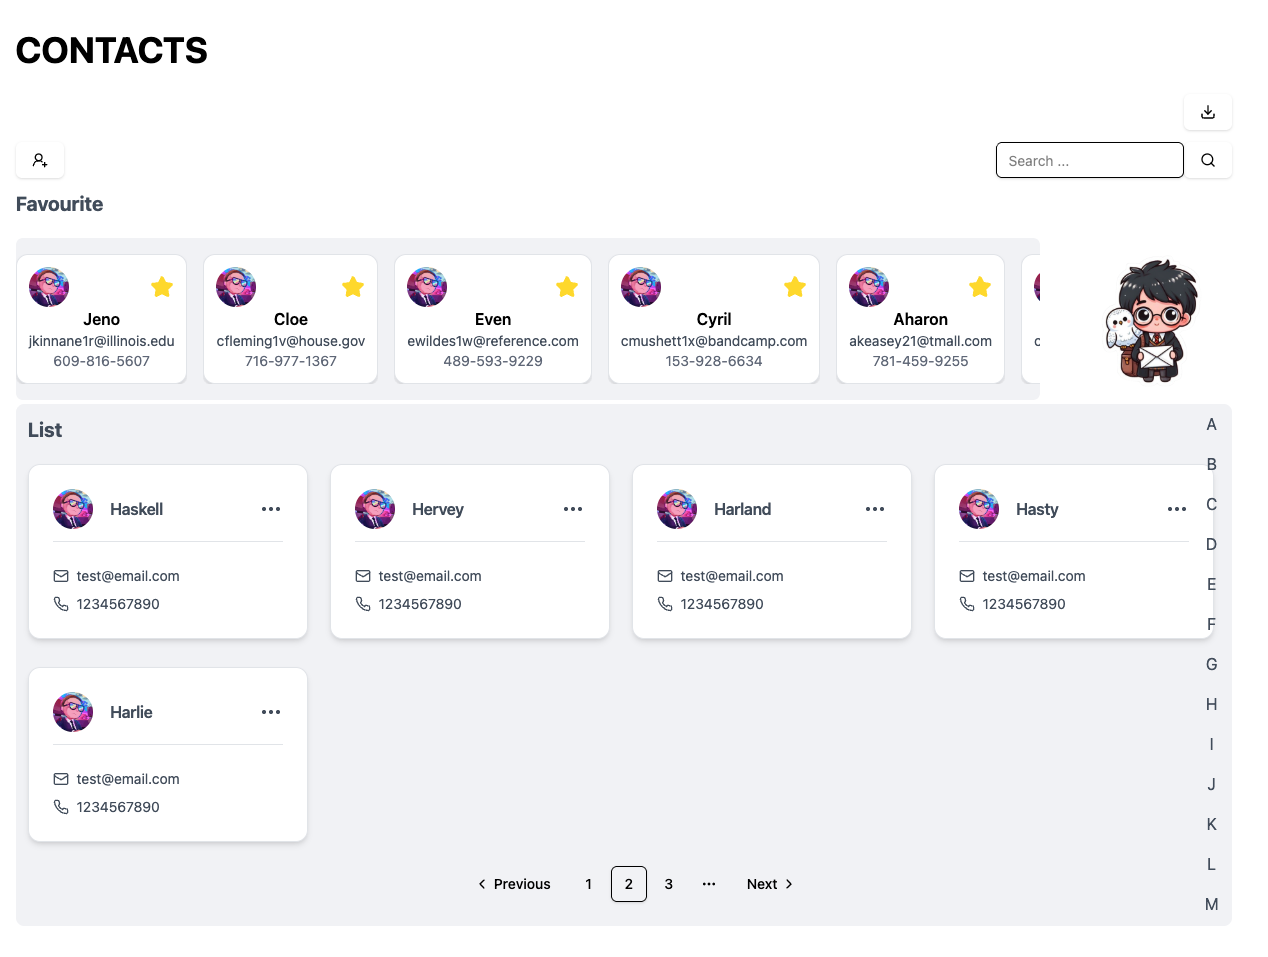 CONTACTS
Search ...
Favourite
Jeno
jkinnane1r@illinois.edu
609-816-5607
Cloe
cfleming1v@house.gov
716-977-1367
Even
ewildes1w@reference.com
489-593-9229
Cyril
cmushett1x@bandcamp.com
153-928-6634
Aharon
akeasey21@tmall.com
781-459-9255
List
Haskell
test@email.com
1234567890
Hervey
test@email.com
1234567890
Harland
test@email.com
1234567890
Hasty
test@email.com
1234567890
Harlie
test@email.com
1234567890
A
B
C
D
E
F
G
H
I
J
K
L
M
Previous 1 2 3 ... Next